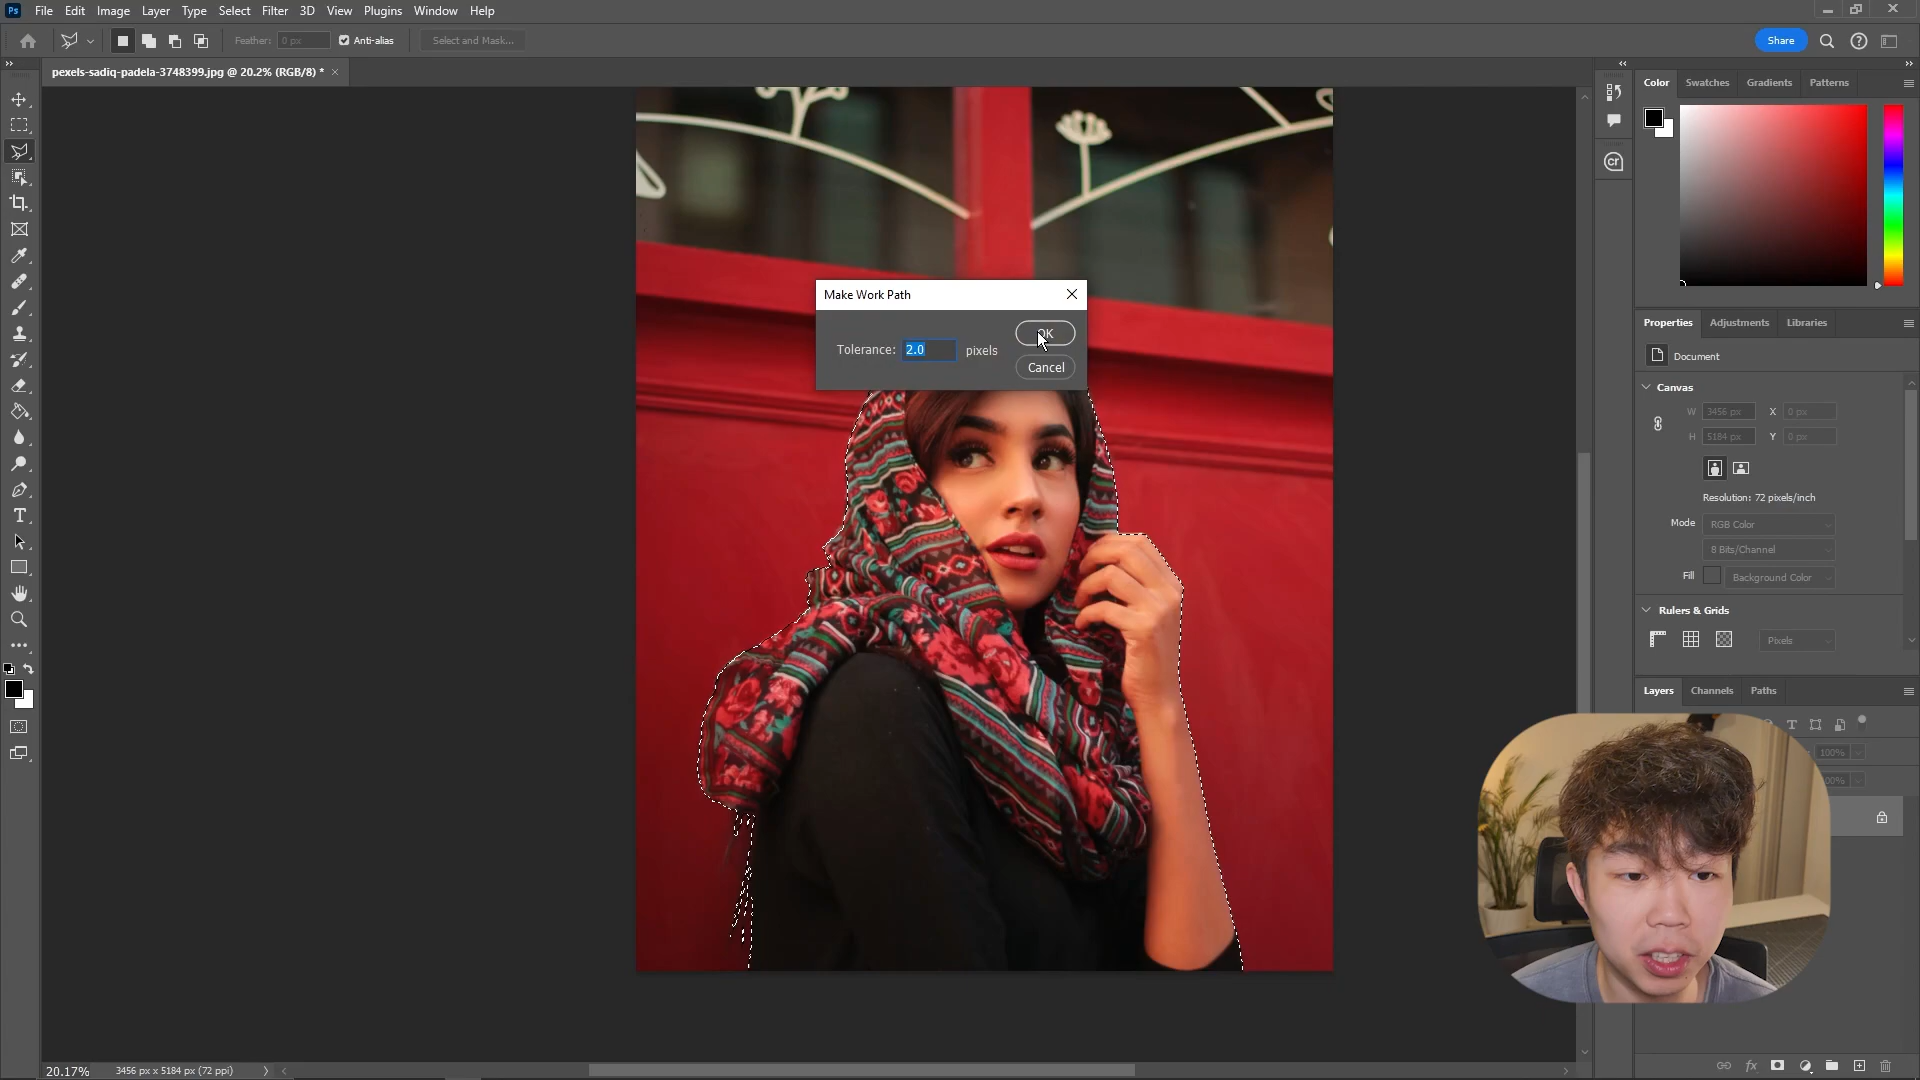 Ps File Edit Image Layer Type Select Filter 3D View Plugins Window Help
Feather: 0 px Anti-alias Select and Mask... Share
pexels-sadiq-padela-3748399.jpg @ 20.2% (RGB/8) * ×
Color Swatches Gradients Patterns
Make Work Path
OK
Tolerance: 2.0 pixels
Cancel
Properties Adjustments Libraries
Document
Canvas
W 3456 px X 0 px
H 5184 px Y 0 px
Resolution: 72 pixels/inch
Mode RGB Color
8 Bits/Channel
Fill Background Color
Rulers & Grids
Pixels
Layers Channels Paths
100%
20.17% 3456 px x 5184 px (72 ppi)